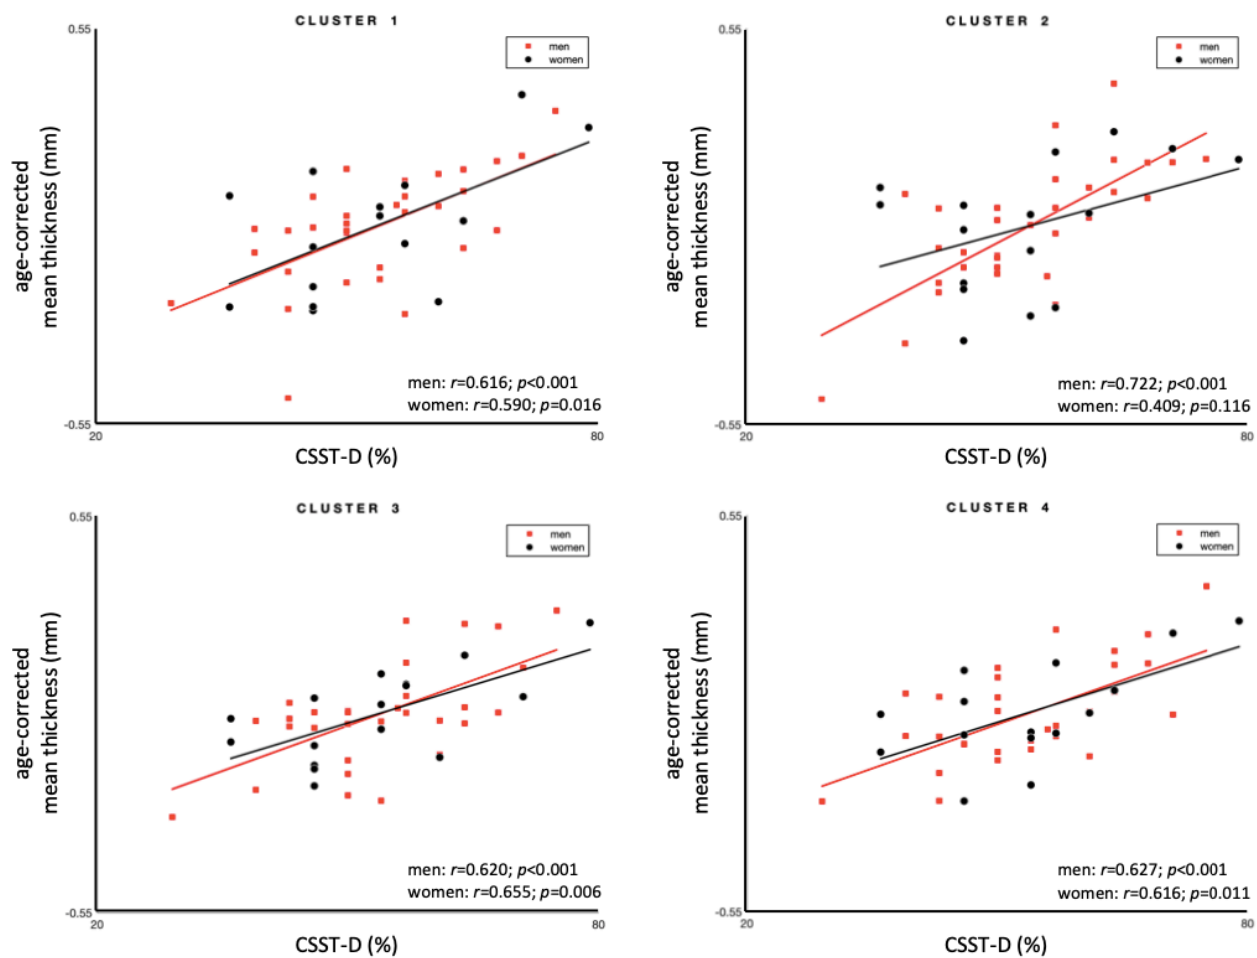 CLUSTER 1
0.55
men
women
age-corrected
mean thickness (mm)
men: r=0.616; p<0.001
women: r=0.590; p=0.016
-0.55
20
80
CSST-D (%)
CLUSTER 2
0.55
men
women
age-corrected
mean thickness (mm)
men: r=0.722; p<0.001
women: r=0.409; p=0.116
-0.55
20
80
CSST-D (%)
CLUSTER 3
0.55
men
women
age-corrected
mean thickness (mm)
men: r=0.620; p<0.001
women: r=0.655; p=0.006
-0.55
20
80
CSST-D (%)
CLUSTER 4
0.55
men
women
age-corrected
mean thickness (mm)
men: r=0.627; p<0.001
women: r=0.616; p=0.011
-0.55
20
80
CSST-D (%)